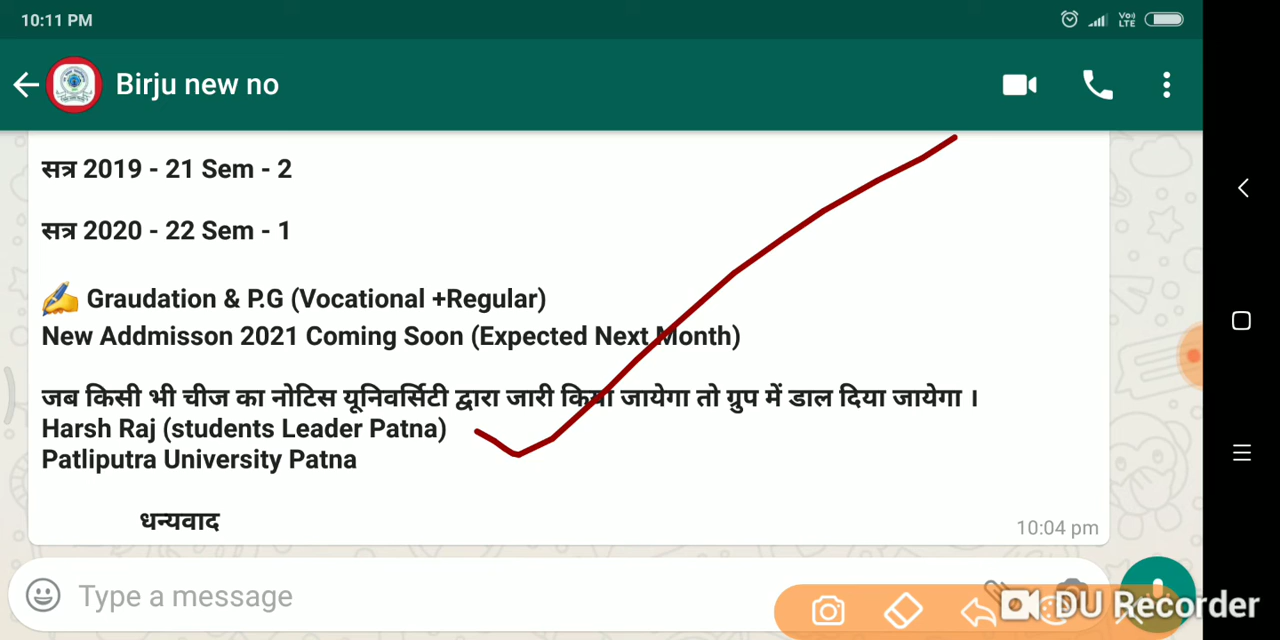 10:11 PM
Vo)) LTE
Birju new no
सत्र 2019 - 21 Sem - 2
सत्र 2020 - 22 Sem - 1
✍️ Graudation & P.G (Vocational +Regular)
New Addmisson 2021 Coming Soon (Expected Next Month)
जब किसी भी चीज का नोटिस यूनिवर्सिटी द्वारा जारी किया जायेगा तो ग्रुप में डाल दिया जायेगा ।
Harsh Raj (students Leader Patna)
Patliputra University Patna
धन्यवाद
10:04 pm
Type a message
DU Recorder